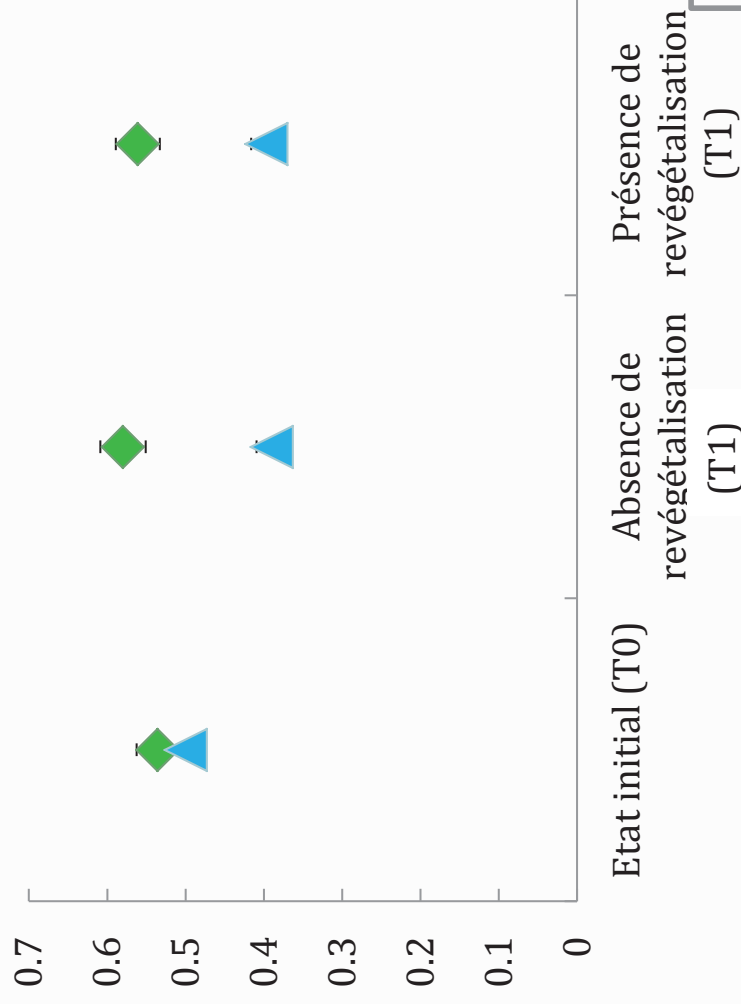 0.7
0.6
0.5
0.4
0.3
0.2
0.1
0
Etat initial (T0)
Absence de
revégétalisation
(T1)
Présence de
revégétalisation
(T1)